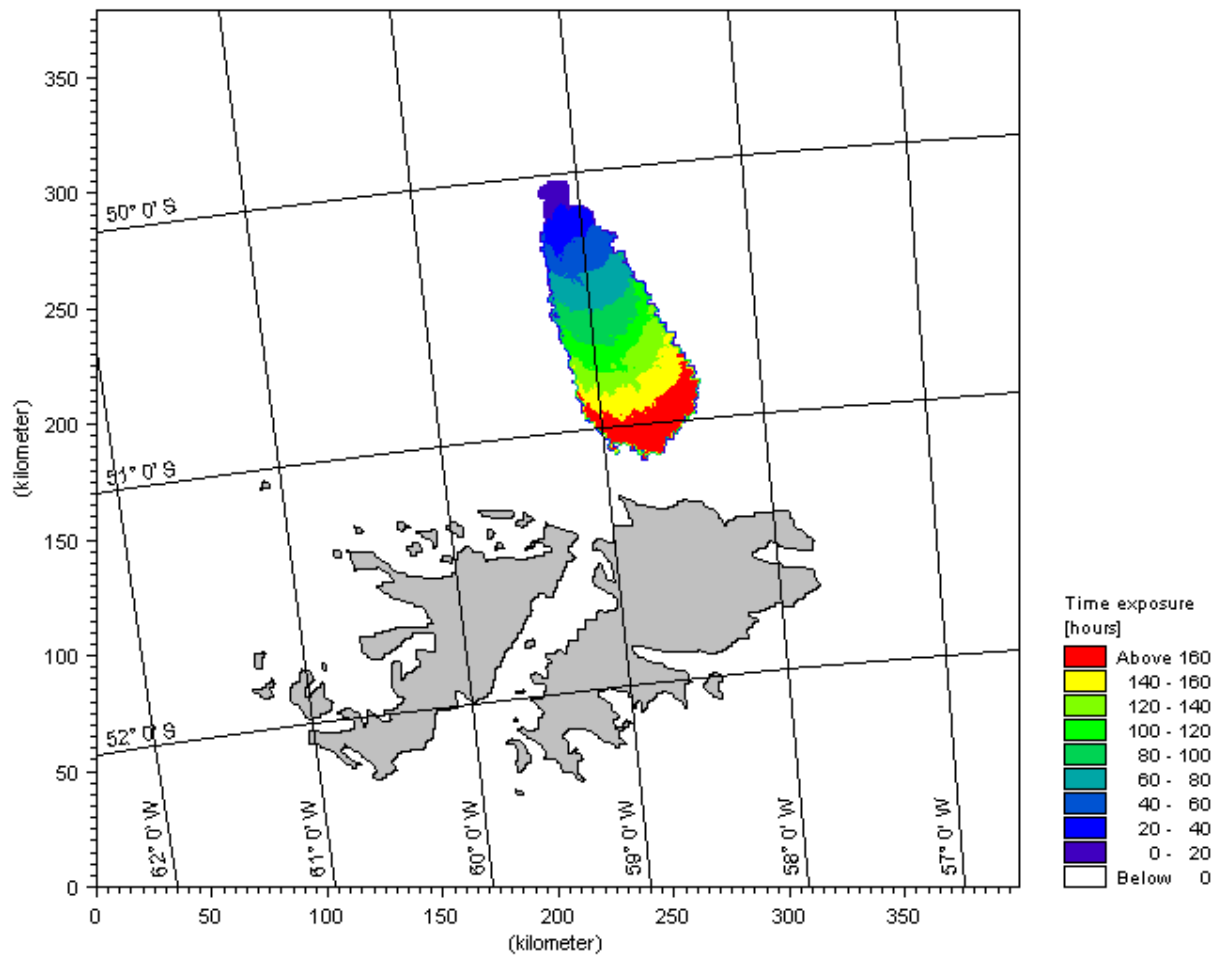 350
300
250
200
150
100
50
0
(kilometer)
50° 0' S
51° 0' S
52° 0' S
62° 0' W
61° 0' W
60° 0' W
59° 0' W
58° 0' W
57° 0' W
0 50 100 150 200 250 300 350
(kilometer)
Time exposure
[hours]
Above 160
140 - 160
120 - 140
100 - 120
80 - 100
60 - 80
40 - 60
20 - 40
0 - 20
Below 0